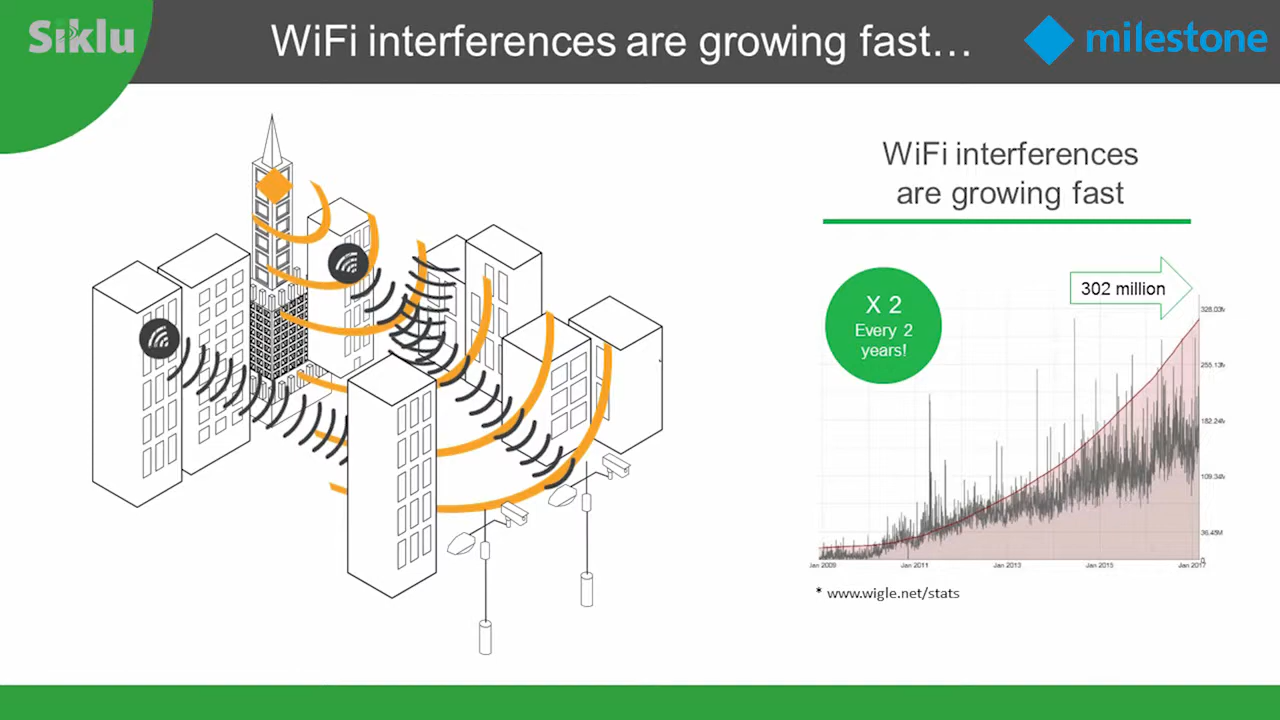 Siklu
WiFi interferences are growing fast…
milestone
WiFi interferences
are growing fast
X 2
Every 2
years!
302 million
328.03M
255.13M
182.24M
109.34M
36.45M
0
Jan 2009
Jan 2011
Jan 2013
Jan 2015
Jan 2017
* www.wigle.net/stats